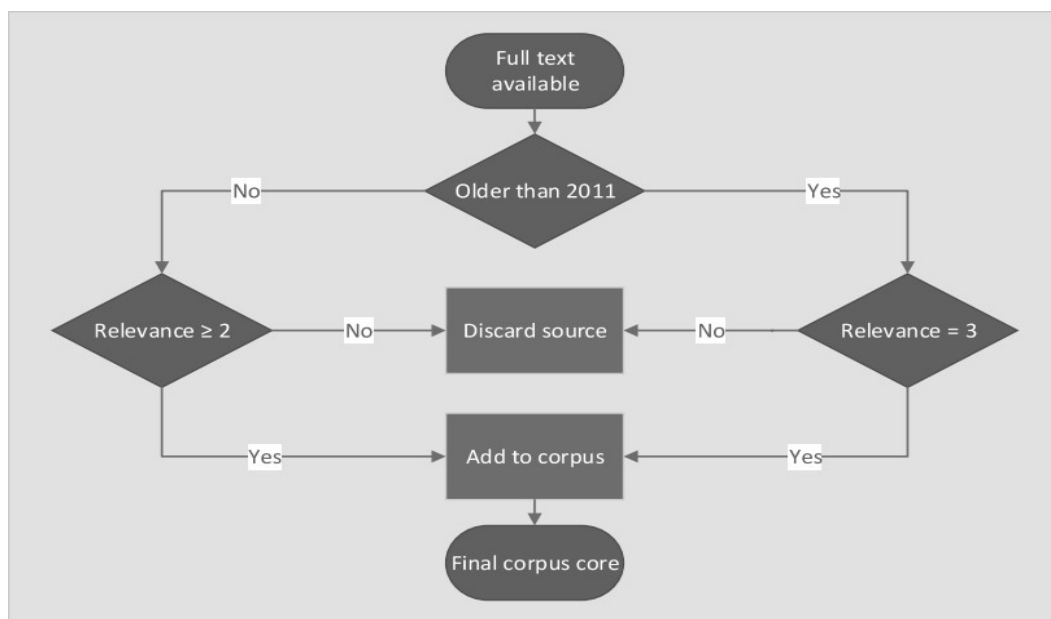 Full text
available
Older than 2011
No
Yes
Relevance ≥ 2
No
Discard source
No
Relevance = 3
Yes
Add to corpus
Yes
Final corpus core